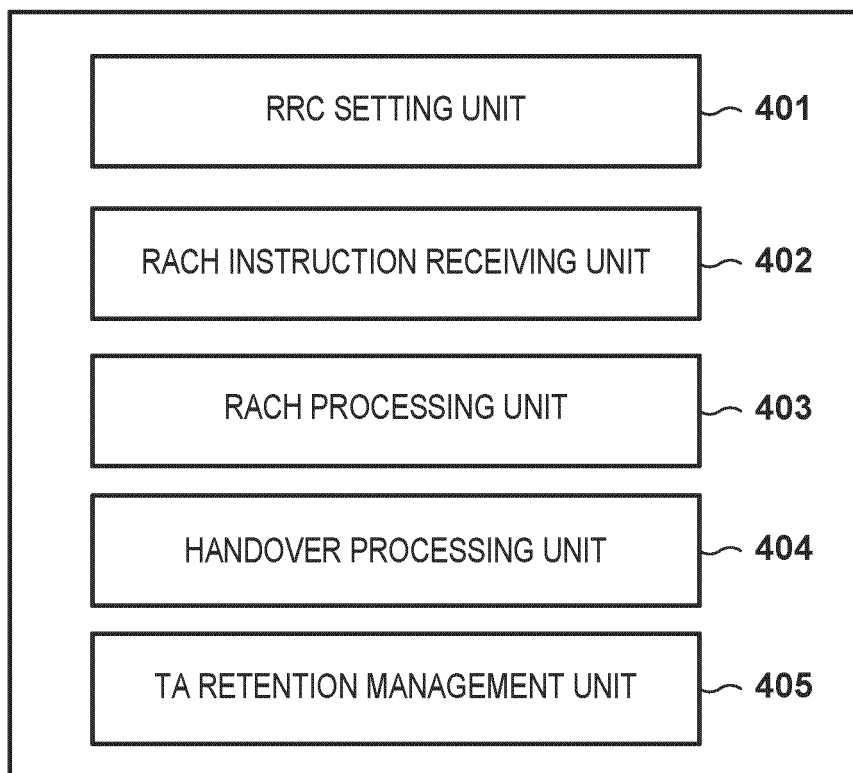 RRC SETTING UNIT 401
RACH INSTRUCTION RECEIVING UNIT 402
RACH PROCESSING UNIT 403
HANDOVER PROCESSING UNIT 404
TA RETENTION MANAGEMENT UNIT 405